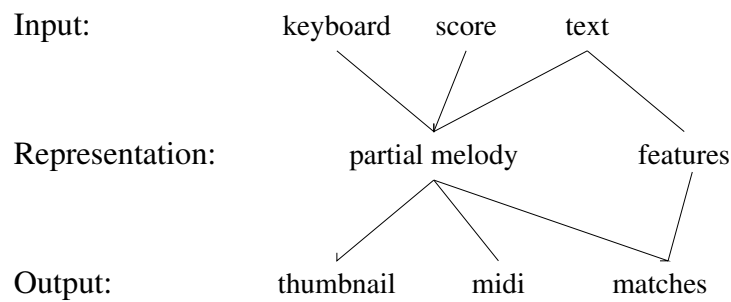 Input: keyboard score text
Representation: partial melody features
Output: thumbnail midi matches